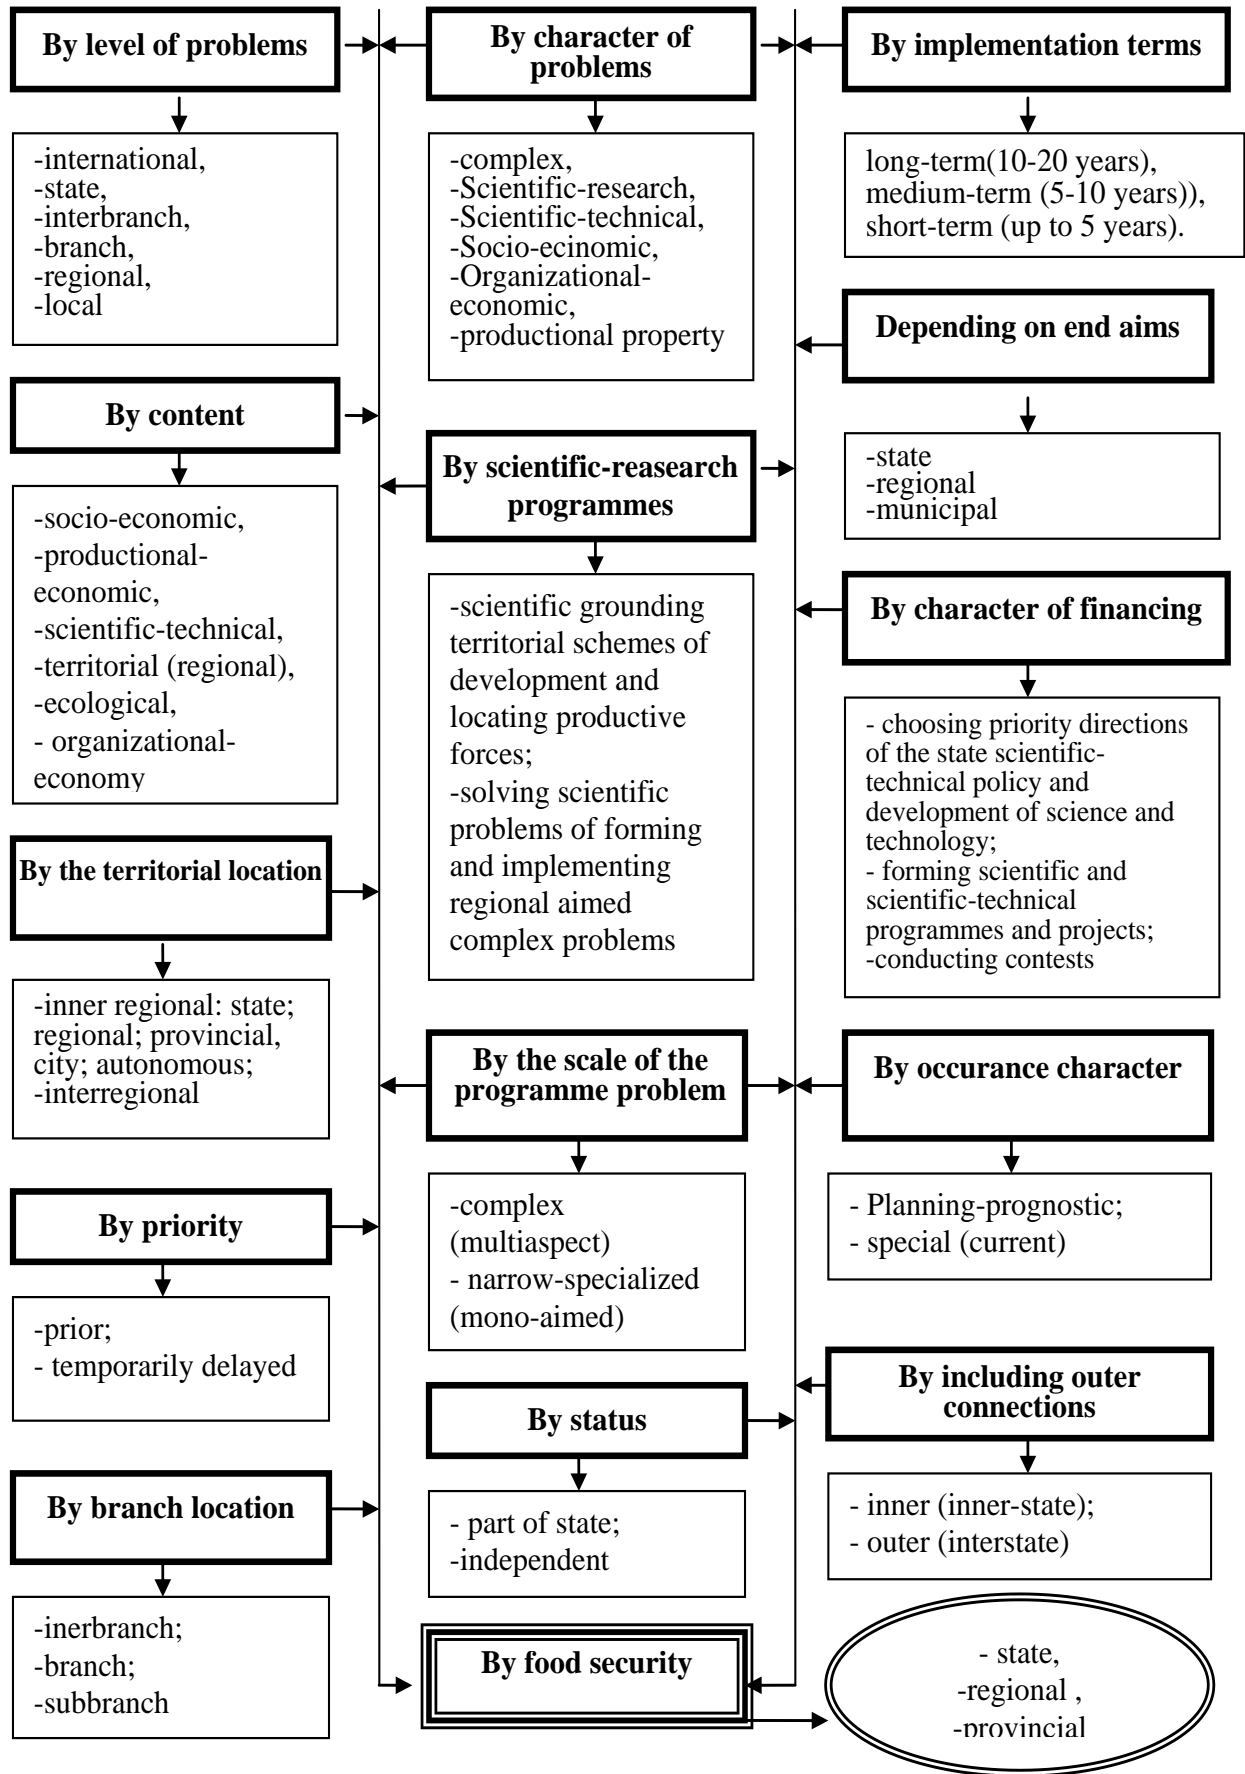 By level of problems
-international,
-state,
-interbranch,
-branch,
-regional,
-local
By content
-socio-economic,
-productional-
economic,
-scientific-technical,
-territorial (regional),
-ecological,
- organizational-
economy
By the territorial location
-inner regional: state;
regional; provincial,
city; autonomous;
-interregional
By priority
-prior;
- temporarily delayed
By branch location
-inerbranch;
-branch;
-subbranch
By character of
problems
-complex,
-Scientific-research,
-Scientific-technical,
-Socio-ecinomic,
-Organizational-
economic,
-productional property
By scientific-reasearch
programmes
-scientific grounding
territorial schemes of
development and
locating productive
forces;
-solving scientific
problems of forming
and implementing
regional aimed
complex problems
By the scale of the
programme problem
-complex
(multiaspect)
- narrow-specialized
(mono-aimed)
By status
- part of state;
-independent
By food security
By implementation terms
long-term(10-20 years),
medium-term (5-10 years)),
short-term (up to 5 years).
Depending on end aims
-state
-regional
-municipal
By character of financing
- choosing priority directions
of the state scientific-
technical policy and
development of science and
technology;
- forming scientific and
scientific-technical
programmes and projects;
-conducting contests
By occurance character
- Planning-prognostic;
- special (current)
By including outer
connections
- inner (inner-state);
- outer (interstate)
- state,
-regional ,
-provincial